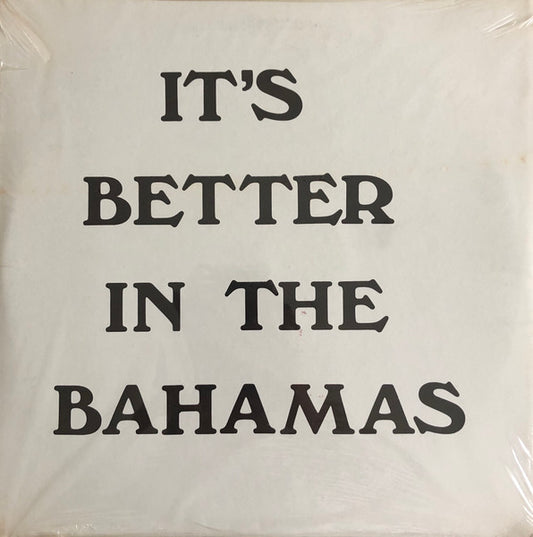 IT'S
BETTER
IN THE
BAHAMAS